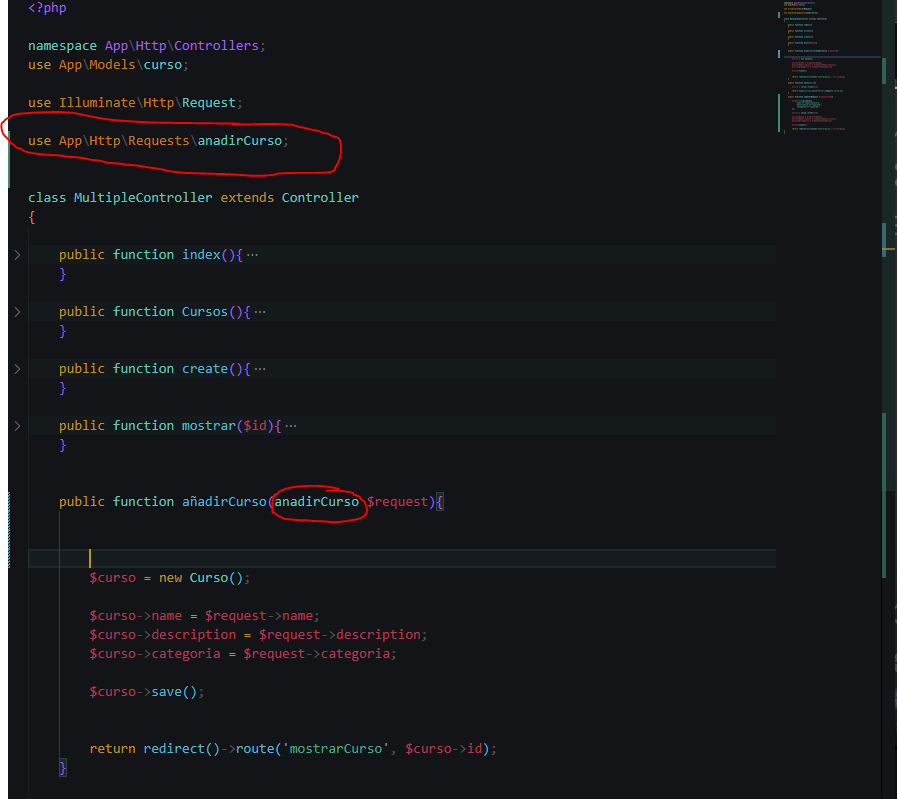 <?php
namespace App\Http\Controllers;
use App\Models\curso;
use Illuminate\Http\Request;
use App\Http\Requests\anadirCurso;
class MultipleController extends Controller
{
public function index(){ ···
}
public function Cursos(){ ···
}
public function create(){ ···
}
public function mostrar($id){ ···
}
public function añadirCurso(anadirCurso $request){
$curso = new Curso();
$curso->name = $request->name;
$curso->description = $request->description;
$curso->categoria = $request->categoria;
$curso->save();
return redirect()->route('mostrarCurso', $curso->id);
}